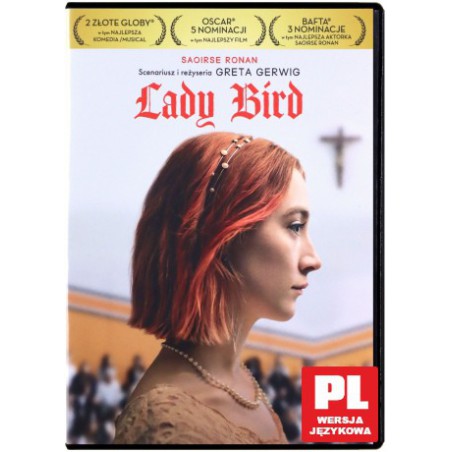 2 ZŁOTE GLOBY*
w tym NAJLEPSZA
KOMEDIA /MUSICAL
OSCAR*
5 NOMINACJI
w tym NAJLEPSZY FILM
BAFTA*
3 NOMINACJE
w tym NAJLEPSZA AKTORKA
SAOIRSE RONAN
SAOIRSE RONAN
Scenariusz i reżyseria GRETA GERWIG
Lady Bird
PL
WERSJA
JĘZYKOWA